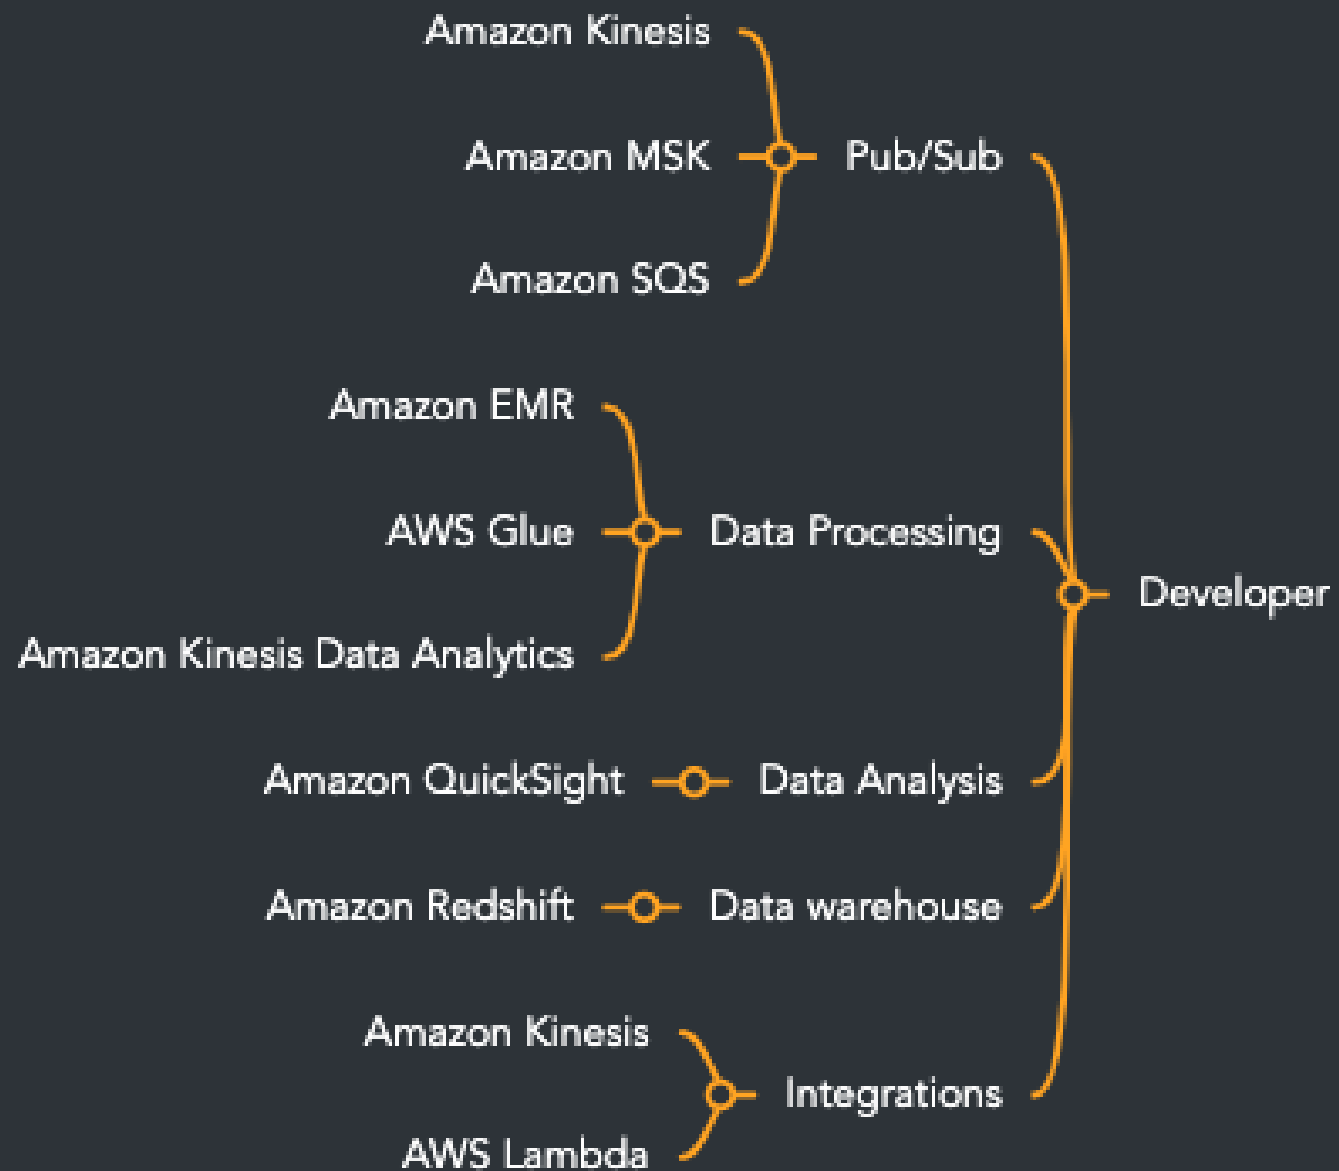 Amazon Kinesis
Amazon MSK
Pub/Sub
Amazon SQS
Amazon EMR
AWS Glue
Data Processing
Developer
Amazon Kinesis Data Analytics
Amazon QuickSight
Data Analysis
Amazon Redshift
Data warehouse
Amazon Kinesis
Integrations
AWS Lambda